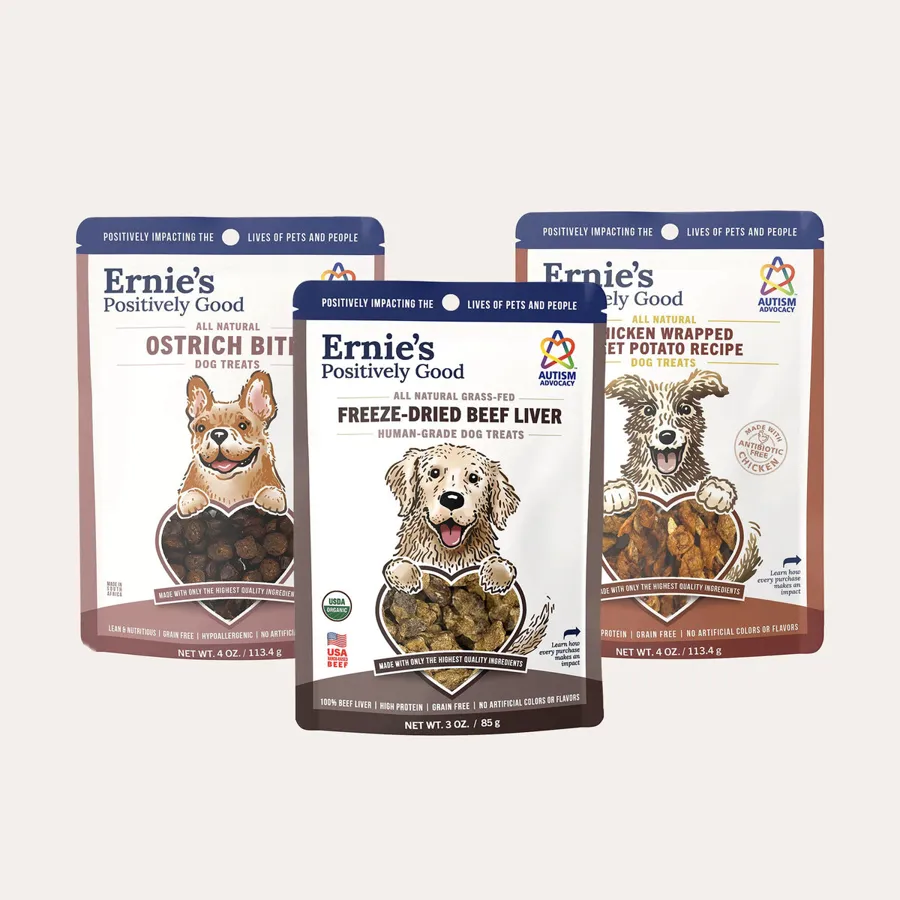 POSITIVELY IMPACTING THE LIVES OF PETS AND PEOPLE
Ernie's
Positively Good
ALL NATURAL
OSTRICH BIT
DOG TREATS
MADE IN
SOUTH
AFRICA
MADE WITH ONLY THE HIGHEST QUALITY INGREDIEN
LEAN & NUTRITIOUS | GRAIN FREE | HYPOALLERGENIC | NO ARTIFICIAL
NET WT. 4 OZ. / 113.4 g
POSITIVELY IMPACTING THE LIVES OF PETS AND PEOPLE
Ernie's
Positively Good
AUTISM
ADVOCACY
ALL NATURAL GRASS-FED
FREEZE-DRIED BEEF LIVER
HUMAN-GRADE DOG TREATS
USDA
ORGANIC
USA
BEEF
Learn how
every purchase
makes an
impact
MADE WITH ONLY THE HIGHEST QUALITY INGREDIENTS
100% BEEF LIVER | HIGH PROTEIN | GRAIN FREE | NO ARTIFICIAL COLORS OR FLAVORS
NET WT. 3 OZ. / 85 g
POSITIVELY IMPACTING THE LIVES OF PETS AND PEOPLE
Ernie's
ely Good
AUTISM
ADVOCACY
ALL NATURAL
HICKEN WRAPPED
EET POTATO RECIPE
DOG TREATS
MADE WITH
ANTIBIOTIC
FREE
CHICKEN
Learn how
every purchase
makes an
impact
MADE WITH ONLY THE HIGHEST QUALITY INGREDIENTS
PROTEIN | GRAIN FREE | NO ARTIFICIAL COLORS OR FLAVORS
NET WT. 4 OZ. / 113.4 g